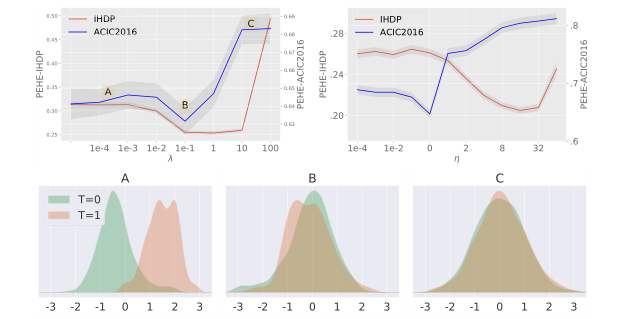 IHDP
ACIC2016
0.50
0.45
0.40
0.35
0.30
0.25
PEHE-IHDP
0.69
0.68
0.67
0.66
0.65
0.64
0.63
PEHE-ACIC2016
A
B
C
1e-4 1e-3 1e-2 1e-1 1 10 100
λ
IHDP
ACIC2016
.28
.24
.20
PEHE-IHDP
.8
.7
.6
PEHE-ACIC2016
1e-4 1e-2 0 2 8 32
η
A
T=0
T=1
-3 -2 -1 0 1 2 3
B
-3 -2 -1 0 1 2 3
C
-3 -2 -1 0 1 2 3